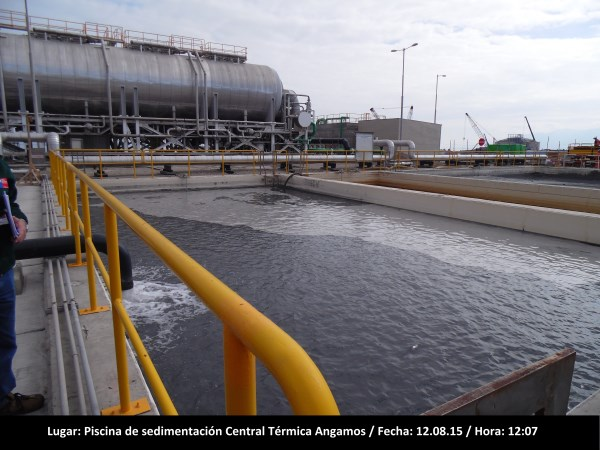 Lugar: Piscina de sedimentación Central Térmica Angamos / Fecha: 12.08.15 / Hora: 12:07